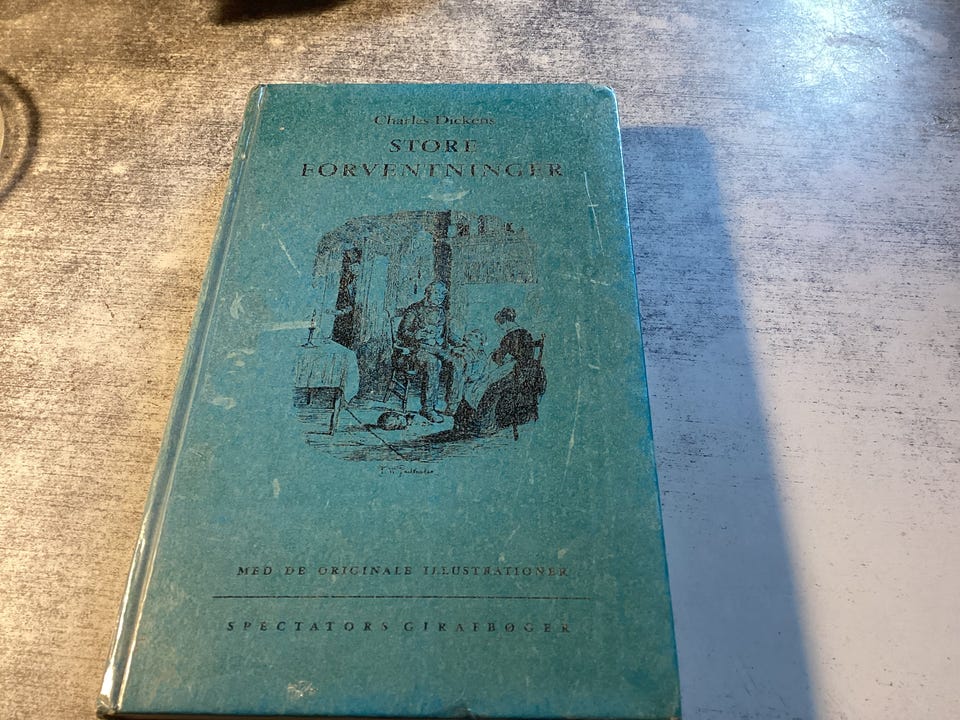 Charles Dickens
STORE
FORVENTNINGER
MED DE ORIGINALE ILLUSTRATIONER
SPECTATORS GIRAFBØGER